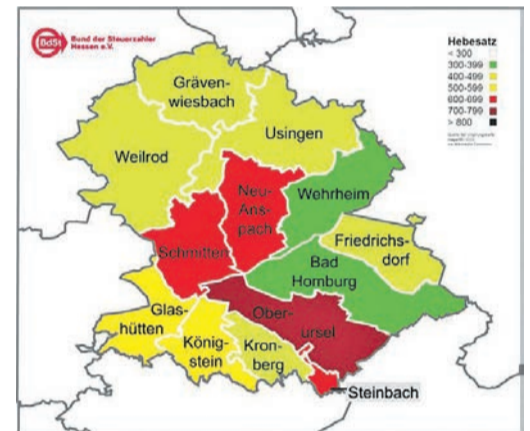 BdSt
Bund der Steuerzahler
Hessen e.V.
Hebesatz
< 300
300-399
400-499
500-599
600-699
700-799
> 800
Gräven-
wiesbach
Usingen
Weilrod
Neu-
Ans-
pach
Wehrheim
Schmitten
Friedrichs-
dorf
Bad
Homburg
Glas-
hütten
Ober-
ursel
König-
stein
Kron-
berg
Steinbach